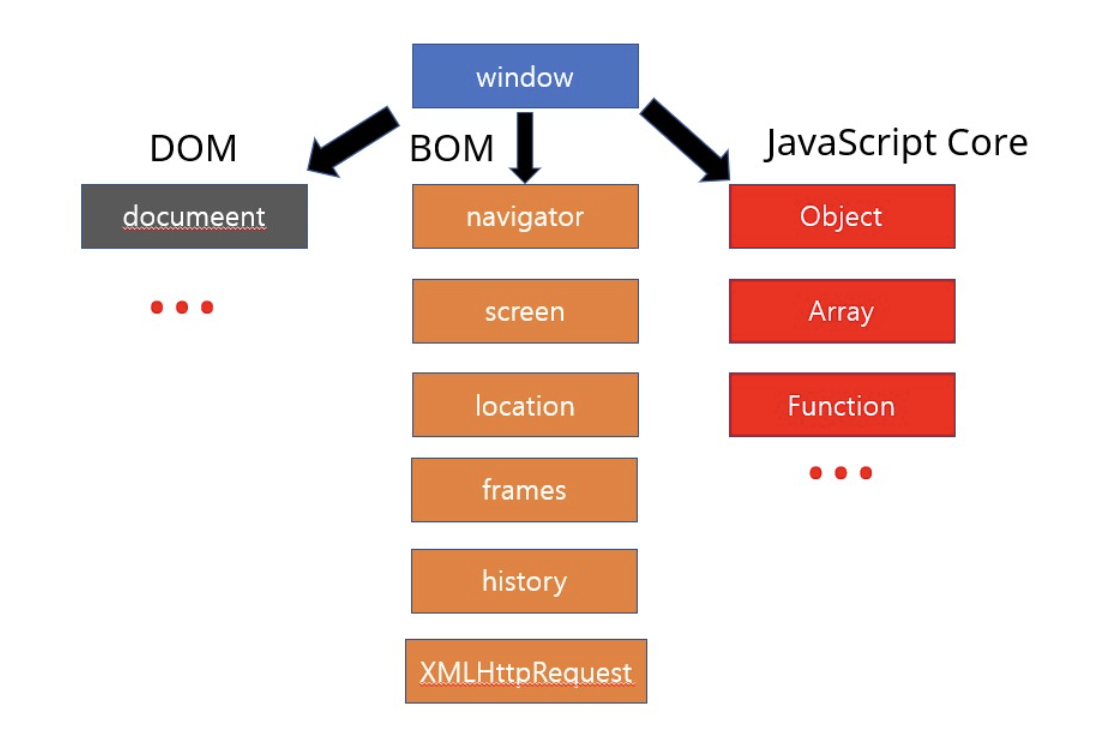 window
DOM
BOM
JavaScript Core
documeent
navigator
Object
...
screen
Array
location
Function
frames
...
history
XMLHttpRequest